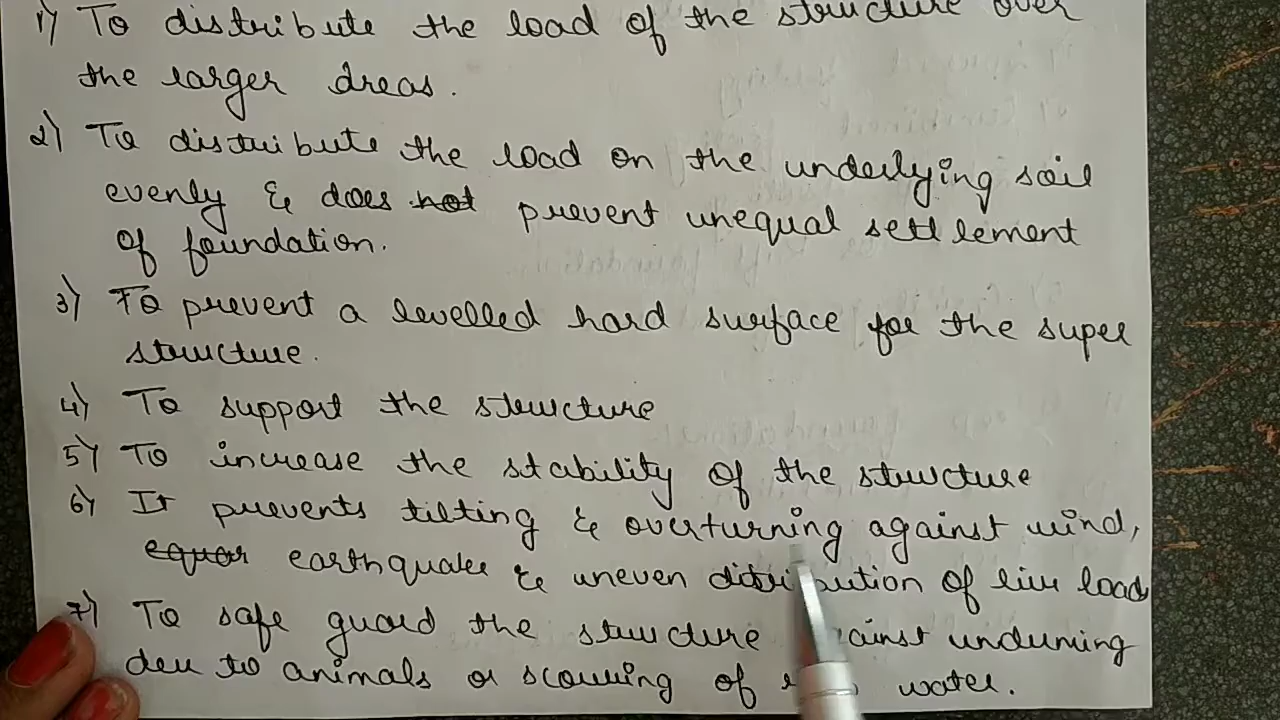 1) To distribute the load of the structure over
the larger areas.
2) To distribute the load on the underlying soil
evenly & does not prevent unequal settlement
of foundation.
3) To prevent a levelled hard surface for the super
structure.
4) To support the structure
5) To increase the stability of the structure
6) It prevents tilting & overturning against wind,
equar earthquake & uneven distribution of live load
7) To safe guard the structure against undurming
deu to animals or scouring of water.